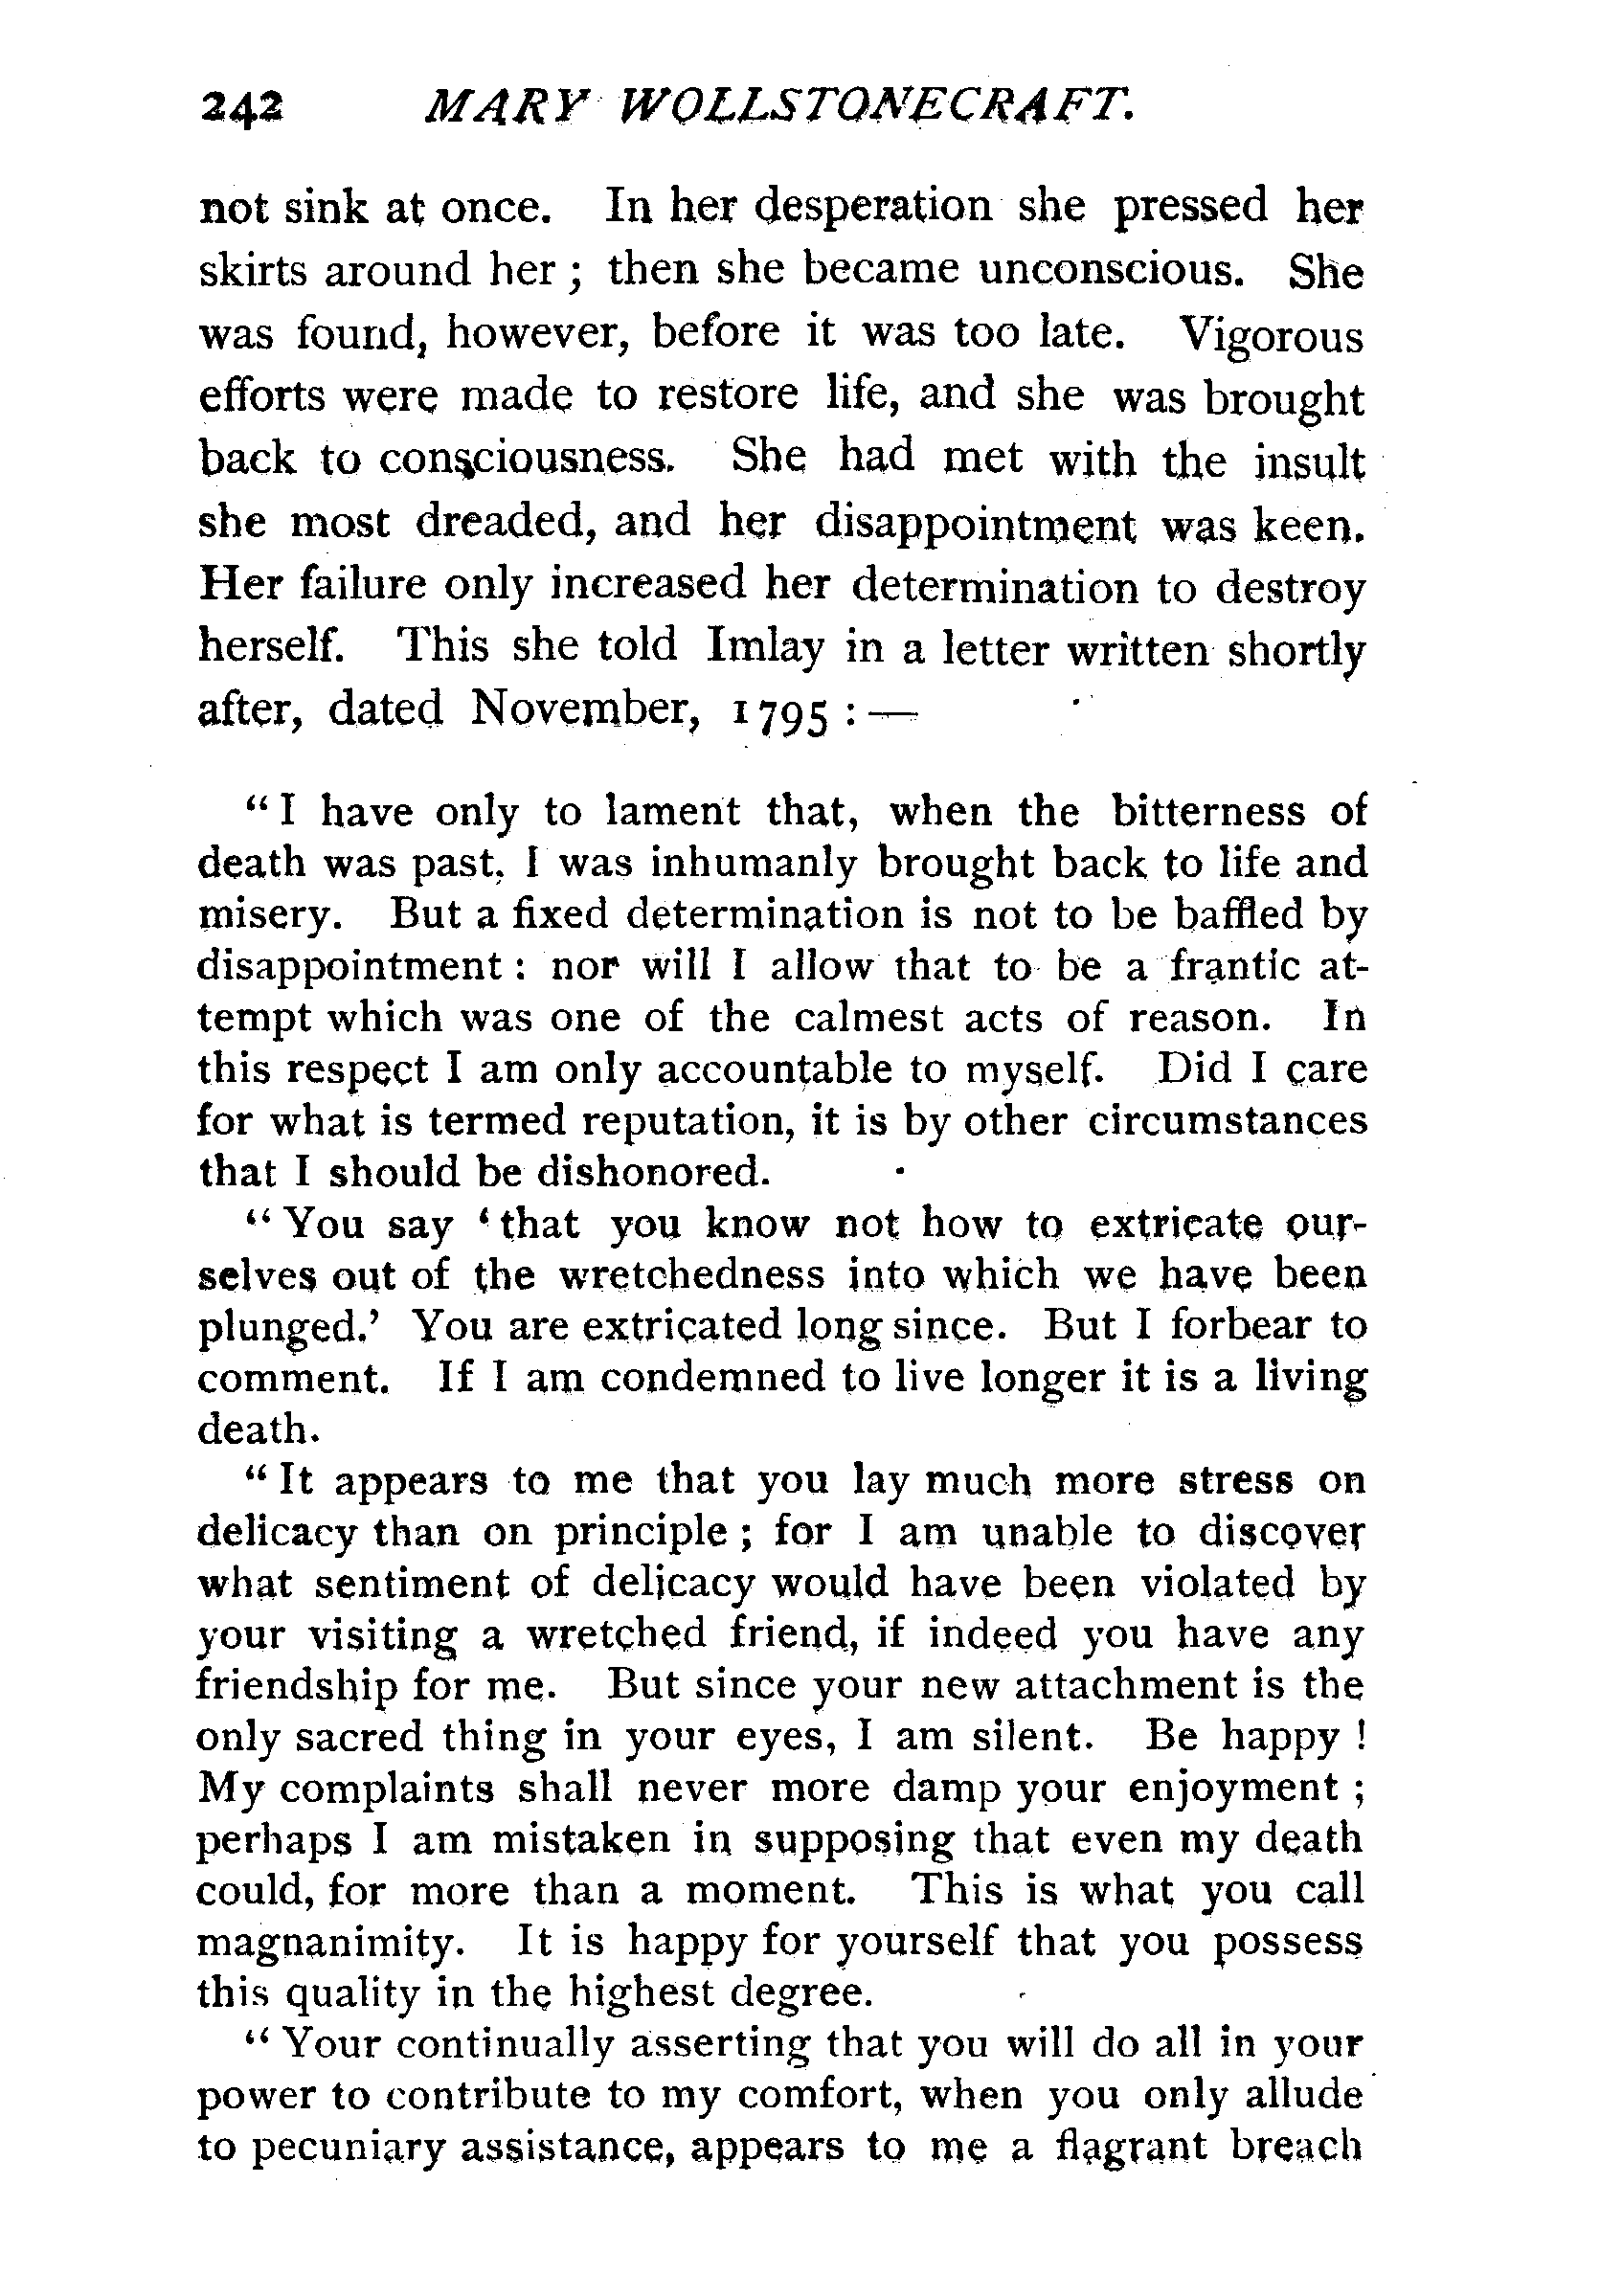 242 MARY WOLLSTONECRAFT.
not sink at once. In her desperation she pressed her
skirts around her ; then she became unconscious. She
was found, however, before it was too late. Vigorous
efforts were made to restore life, and she was brought
back to consciousness. She had met with the insult
she most dreaded, and her disappointment was keen.
Her failure only increased her determination to destroy
herself. This she told Imlay in a letter written shortly
after, dated November, 1795 : —
“ I have only to lament that, when the bitterness of
death was past, I was inhumanly brought back to life and
misery. But a fixed determination is not to be baffled by
disappointment : nor will I allow that to be a frantic at-
tempt which was one of the calmest acts of reason. In
this respect I am only accountable to myself. Did I care
for what is termed reputation, it is by other circumstances
that I should be dishonored.
“ You say ‘ that you know not how to extricate our-
selves out of the wretchedness into which we have been
plunged.’ You are extricated long since. But I forbear to
comment. If I am condemned to live longer it is a living
death.
“ It appears to me that you lay much more stress on
delicacy than on principle ; for I am unable to discover
what sentiment of delicacy would have been violated by
your visiting a wretched friend, if indeed you have any
friendship for me. But since your new attachment is the
only sacred thing in your eyes, I am silent. Be happy !
My complaints shall never more damp your enjoyment ;
perhaps I am mistaken in supposing that even my death
could, for more than a moment. This is what you call
magnanimity. It is happy for yourself that you possess
this quality in the highest degree.
“ Your continually asserting that you will do all in your
power to contribute to my comfort, when you only allude
to pecuniary assistance, appears to me a flagrant breach